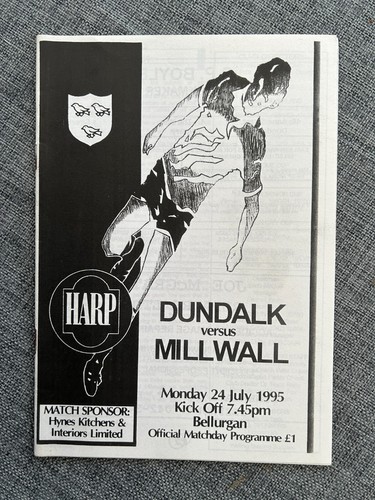 HARP
DUNDALK
versus
MILLWALL
Monday 24 July 1995
Kick Off 7.45pm
Bellurgan
Official Matchday Programme £1
MATCH SPONSOR:
Hynes Kitchens &
Interiors Limited